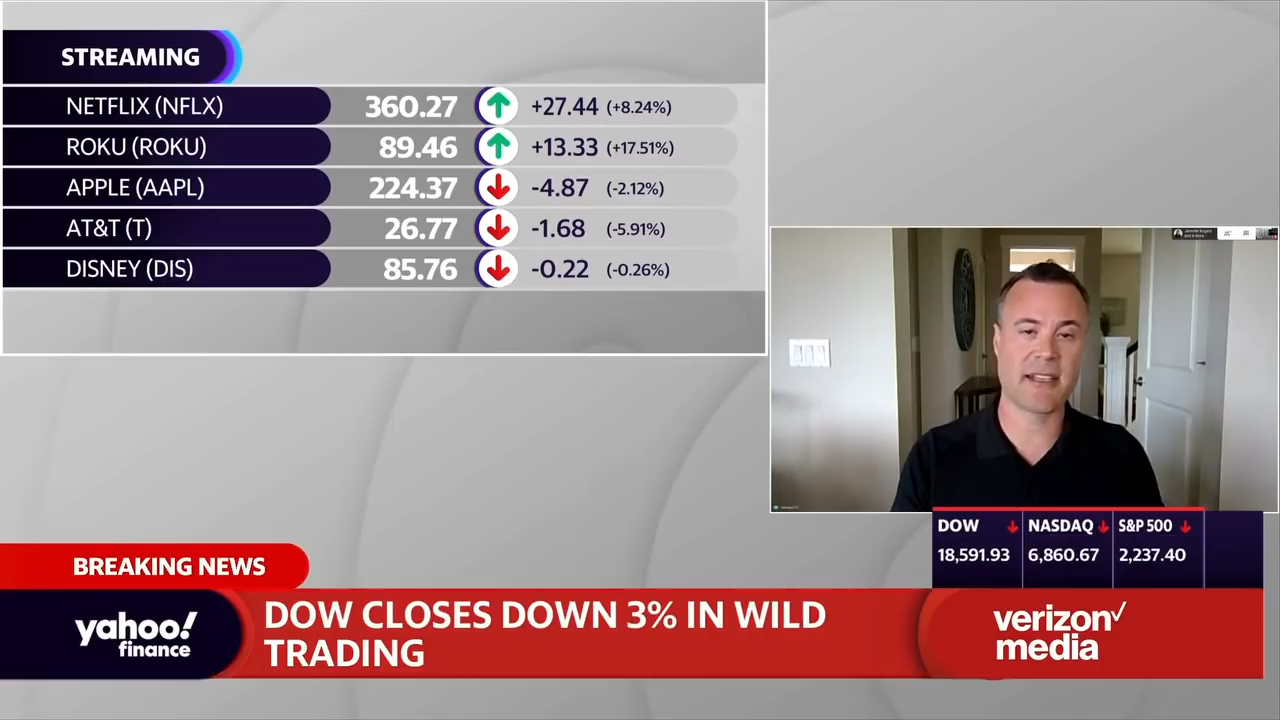 STREAMING
NETFLIX (NFLX) 360.27 +27.44 (+8.24%)
ROKU (ROKU) 89.46 +13.33 (+17.51%)
APPLE (AAPL) 224.37 -4.87 (-2.12%)
AT&T (T) 26.77 -1.68 (-5.91%)
DISNEY (DIS) 85.76 -0.22 (-0.26%)
DOW NASDAQ S&P 500
18,591.93 6,860.67 2,237.40
BREAKING NEWS
DOW CLOSES DOWN 3% IN WILD
TRADING
yahoo!
finance
verizon✓
media